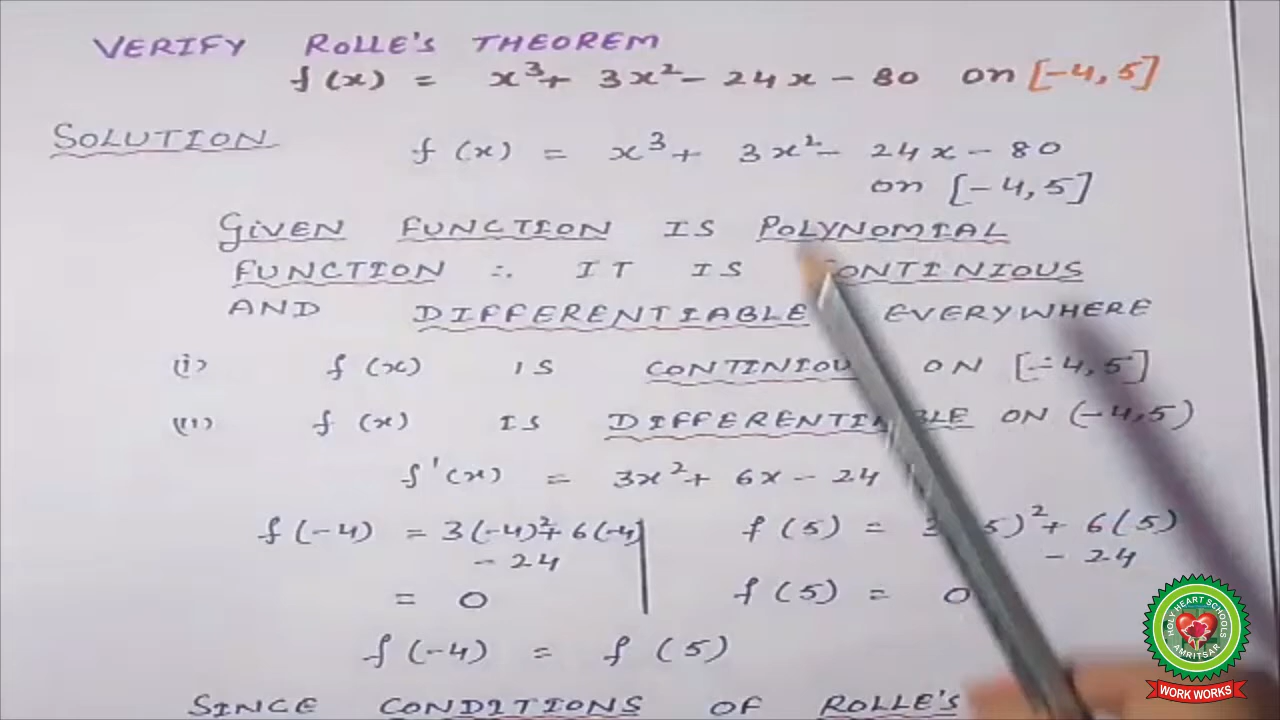 VERIFY ROLLE'S THEOREM
f(x) = x³+ 3x²- 24x - 80 on [-4,5]
SOLUTION
f(x) = x³+ 3x²- 24x - 80
on [-4,5]
GIVEN FUNCTION IS POLYNOMIAL
FUNCTION ∴ IT IS ONTINIOUS
AND DIFFERENTIABLE EVERYWHERE
(i) f(x) IS CONTINIOU ON [-4,5]
(ii) f(x) IS DIFFERENTIABLE ON (-4,5)
f'(x) = 3x²+ 6x - 24
f(-4) = 3(-4)²+ 6(-4)
- 24
= 0
f(5) = 3(5)²+ 6(5)
- 24
f(5) = 0
f(-4) = f(5)
SINCE CONDITIONS OF ROLLE'S
HOLY HEART SCHOOLS
AMRITSAR
WORK WORKS